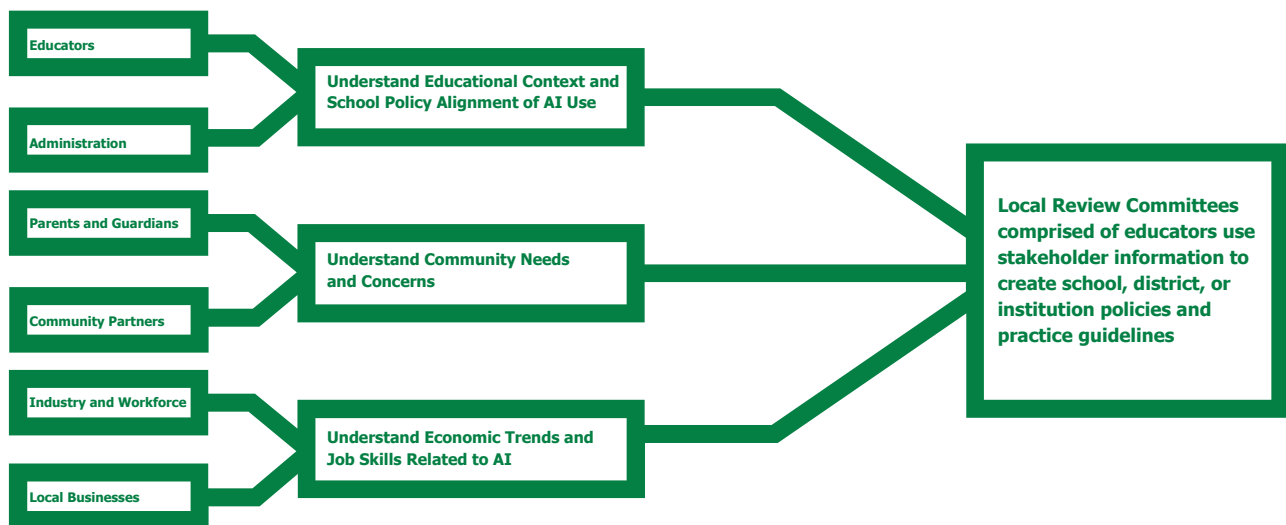 Educators
Administration
Understand Educational Context and
School Policy Alignment of AI Use
Parents and Guardians
Community Partners
Understand Community Needs
and Concerns
Industry and Workforce
Local Businesses
Understand Economic Trends and
Job Skills Related to AI
Local Review Committees
comprised of educators use
stakeholder information to
create school, district, or
institution policies and
practice guidelines